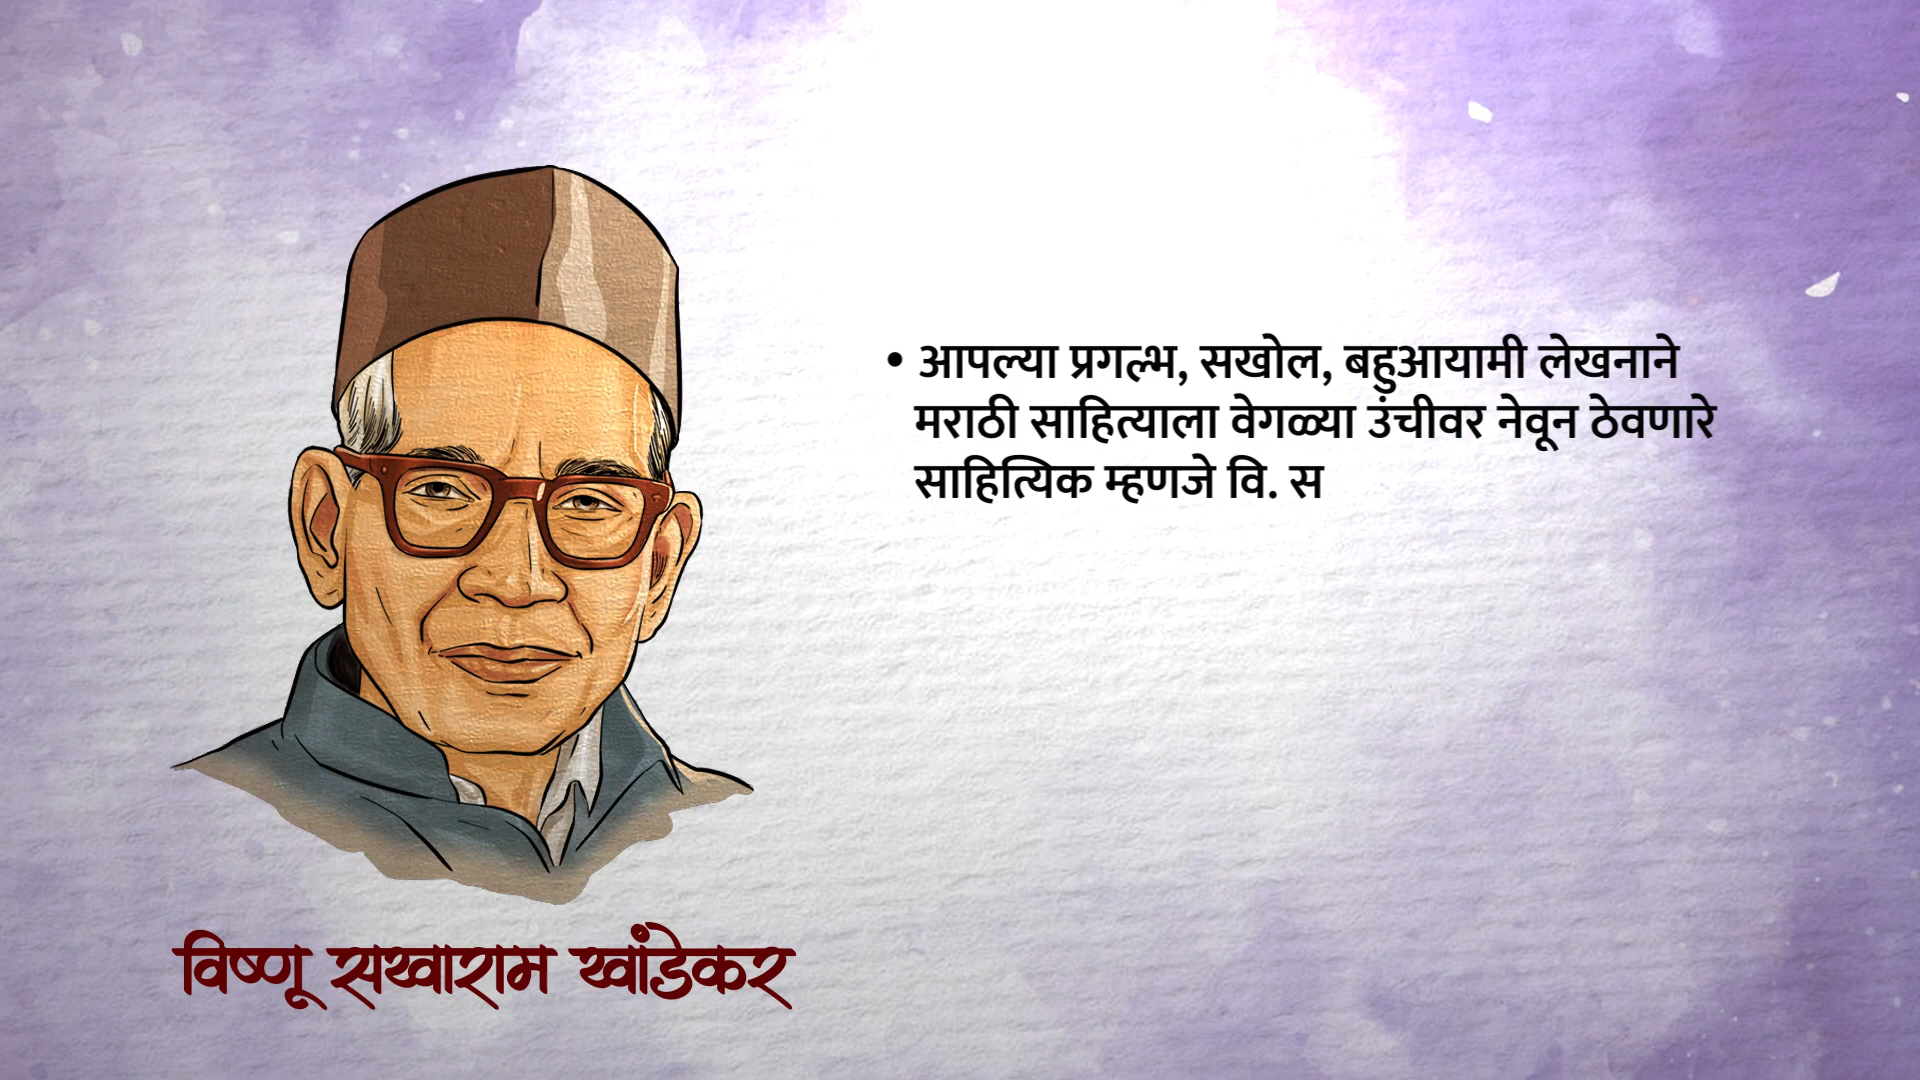 • आपल्या प्रगल्भ, सखोल, बहुआयामी लेखनाने
मराठी साहित्याला वेगळ्या उंचीवर नेवून ठेवणारे
साहित्यिक म्हणजे वि. स
विष्णू सखाराम खांडेकर